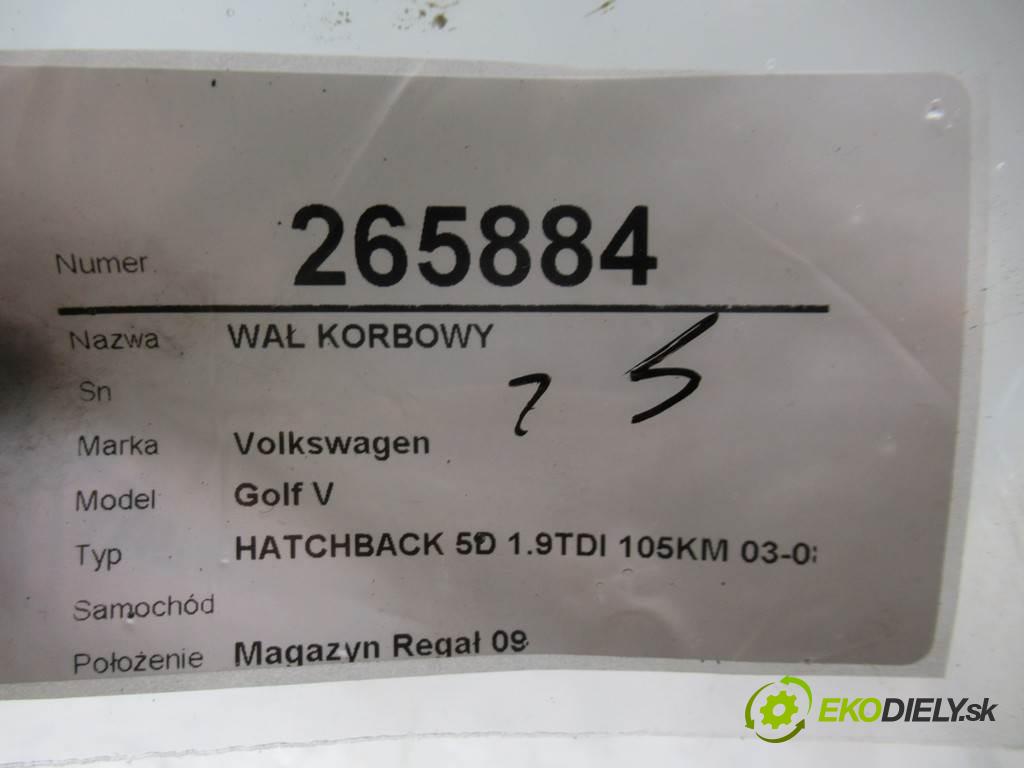 Numer 265884
Nazwa WAŁ KORBOWY
Sn
Marka Volkswagen
Model Golf V
Typ HATCHBACK 5D 1.9TDI 105KM 03-0
Samochód
Położenie Magazyn Regał 09
EKODIELY.sk